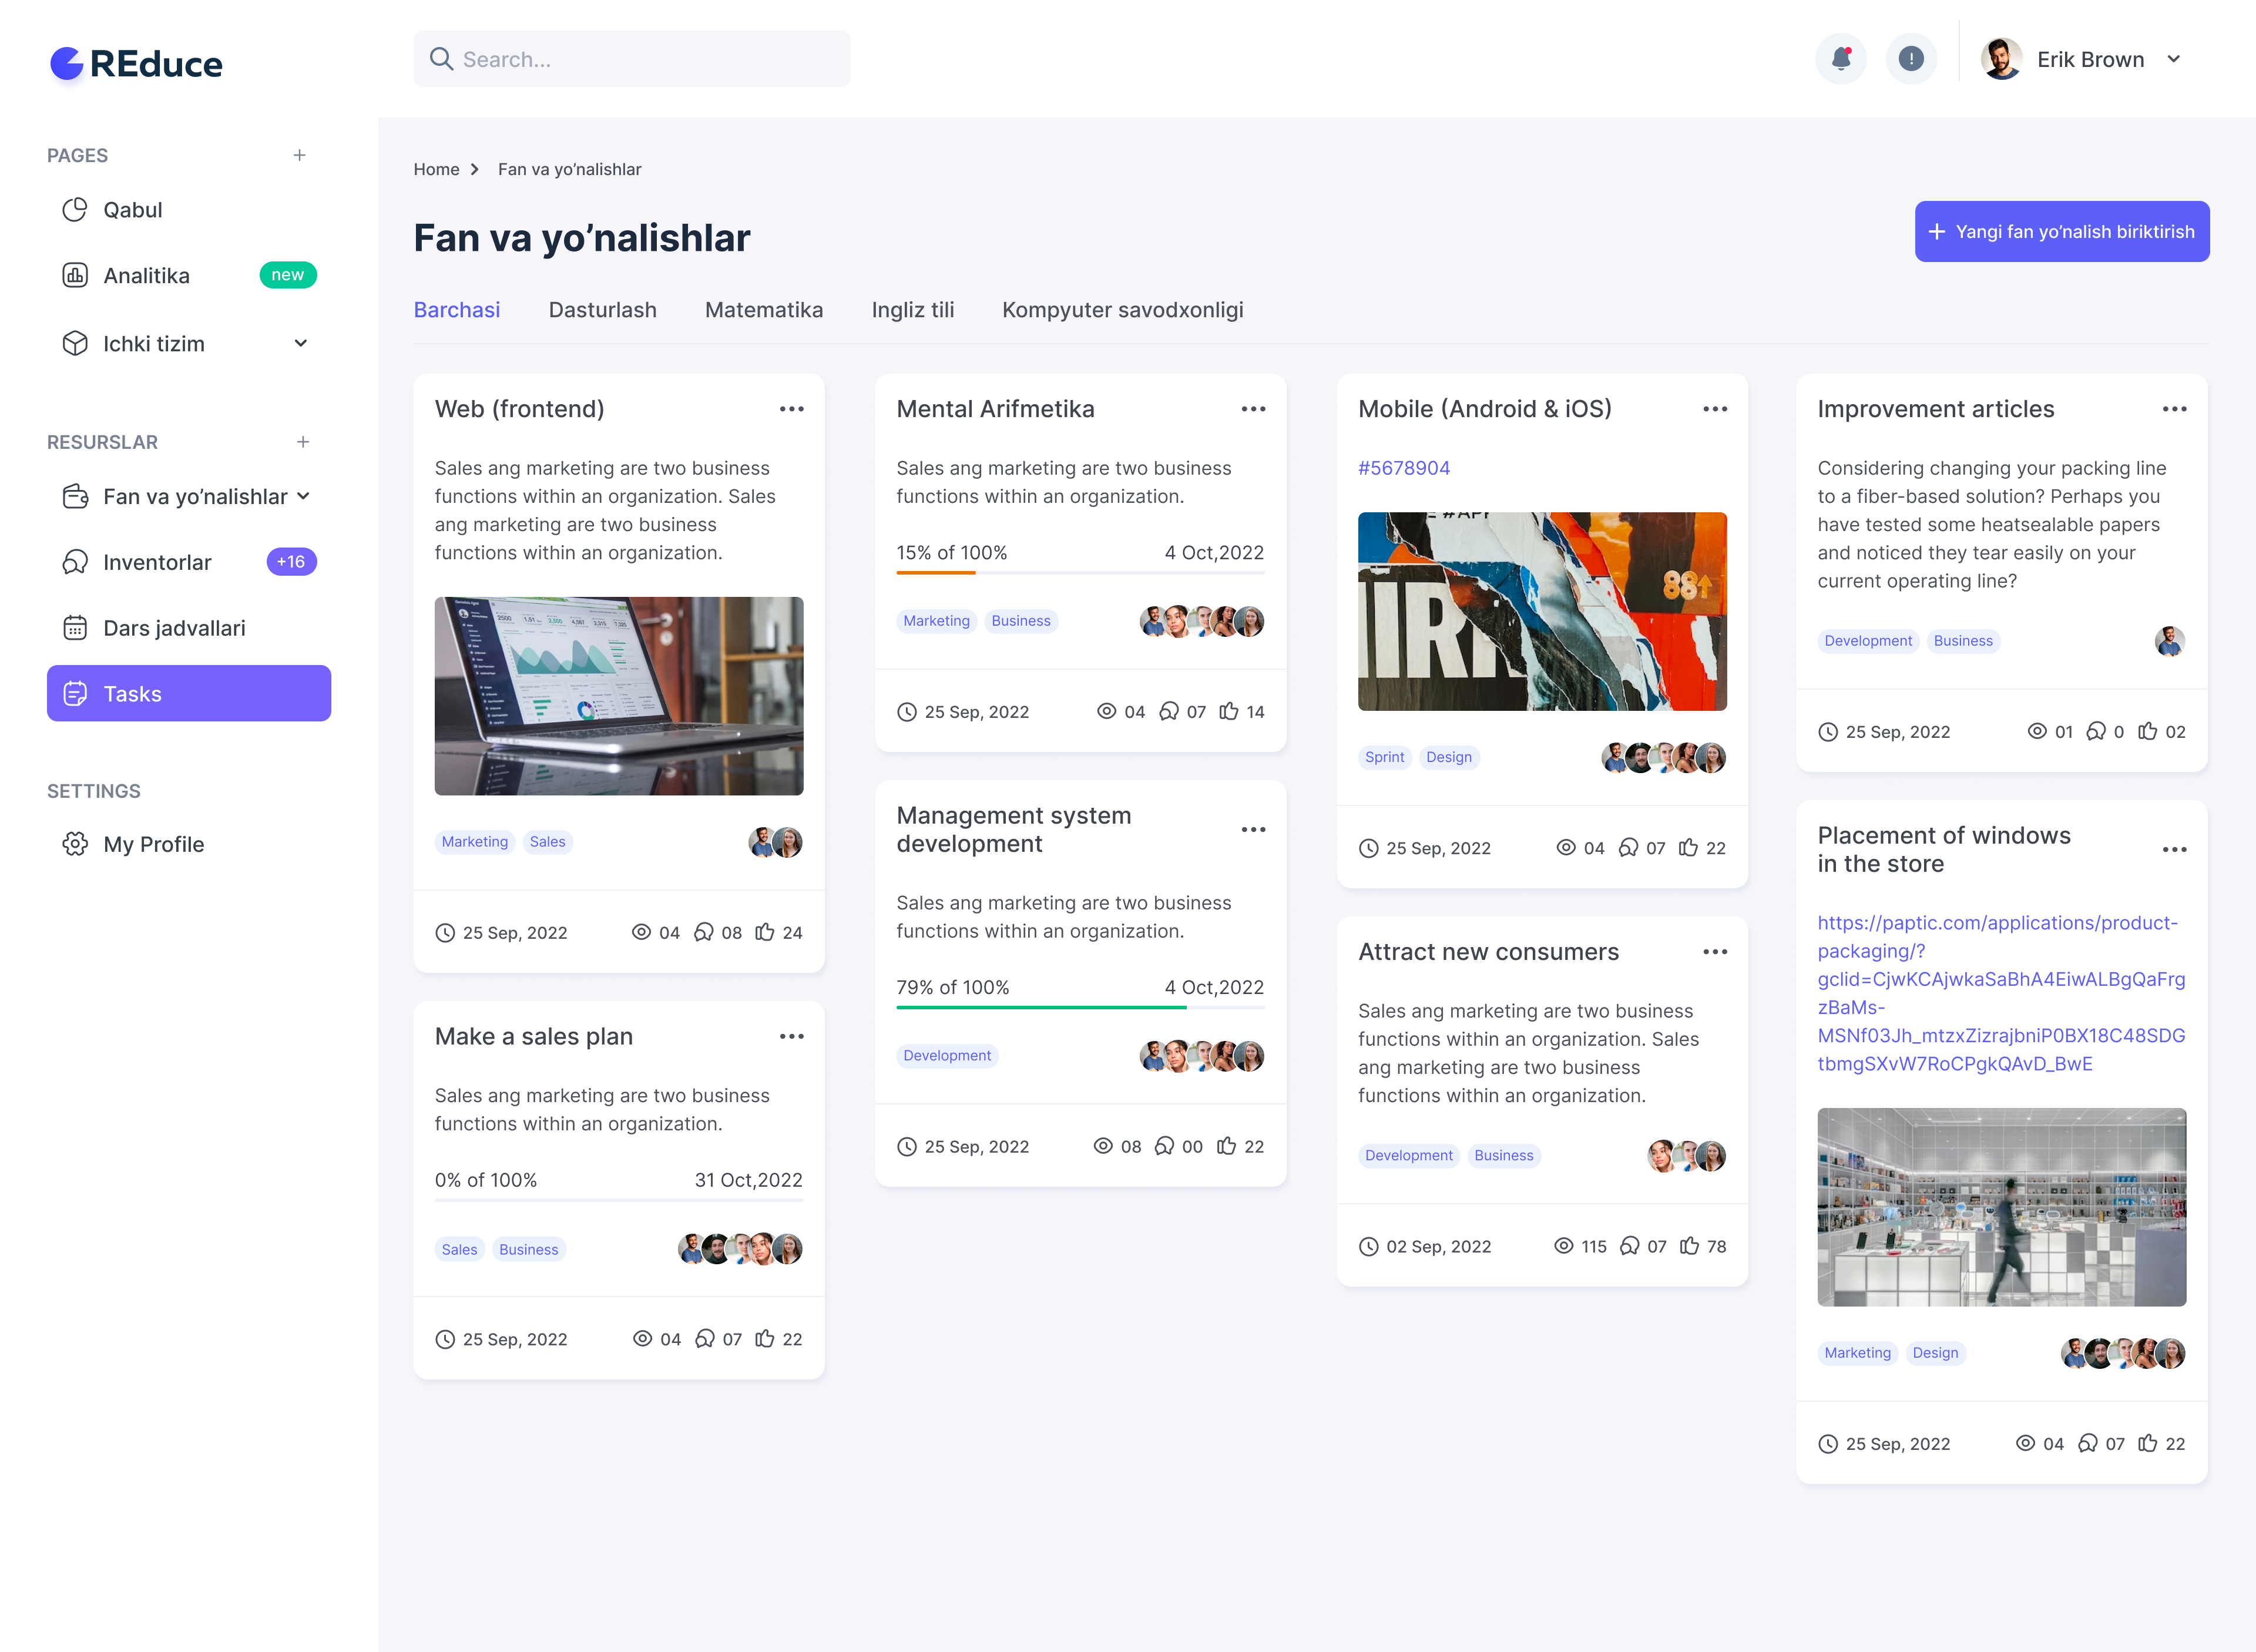 REduce
Search...
Erik Brown
PAGES
Qabul
Analitika
new
Ichki tizim
RESURSLAR
Fan va yo’nalishlar
Inventorlar
+16
Dars jadvallari
Tasks
SETTINGS
My Profile
Home
Fan va yo’nalishlar
Fan va yo’nalishlar
Yangi fan yo’nalish biriktirish
Barchasi
Dasturlash
Matematika
Ingliz tili
Kompyuter savodxonligi
Web (frontend)
Sales ang marketing are two business
functions within an organization. Sales
ang marketing are two business
functions within an organization.
Marketing
Sales
25 Sep, 2022
04
08
24
Make a sales plan
Sales ang marketing are two business
functions within an organization.
0% of 100%
31 Oct,2022
Sales
Business
25 Sep, 2022
04
07
22
Mental Arifmetika
Sales ang marketing are two business
functions within an organization.
15% of 100%
4 Oct,2022
Marketing
Business
25 Sep, 2022
04
07
14
Management system
development
Sales ang marketing are two business
functions within an organization.
79% of 100%
4 Oct,2022
Development
25 Sep, 2022
08
00
22
Mobile (Android & iOS)
#5678904
88
Sprint
Design
25 Sep, 2022
04
07
22
Attract new consumers
Sales ang marketing are two business
functions within an organization. Sales
ang marketing are two business
functions within an organization.
Development
Business
02 Sep, 2022
115
07
78
Improvement articles
Considering changing your packing line
to a fiber-based solution? Perhaps you
have tested some heatsealable papers
and noticed they tear easily on your
current operating line?
Development
Business
25 Sep, 2022
01
0
02
Placement of windows
in the store
https://paptic.com/applications/product-
packaging/?
gclid=CjwKCAjwkaSaBhA4EiwALBgQaFrg
zBaMs-
MSNf03Jh_mtzxZizrajbniP0BX18C48SDG
tbmgSXvW7RoCPgkQAvD_BwE
Marketing
Design
25 Sep, 2022
04
07
22